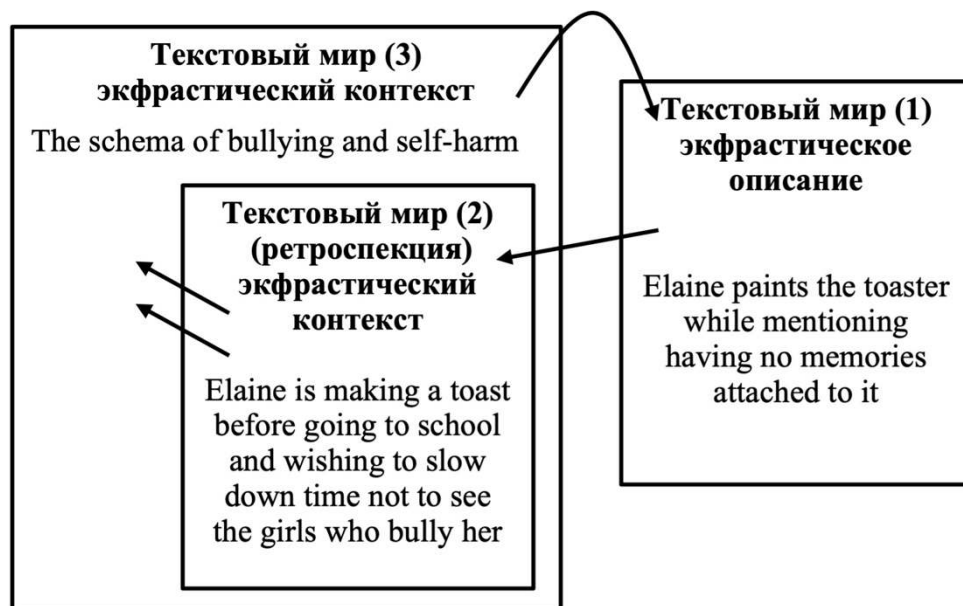 Текстовый мир (3)
экфрастический контекст
The schema of bullying and self-harm
Текстовый мир (2)
(ретроспекция)
экфрастический
контекст
Elaine is making a toast
before going to school
and wishing to slow
down time not to see
the girls who bully her
Текстовый мир (1)
экфрастическое
описание
Elaine paints the toaster
while mentioning
having no memories
attached to it